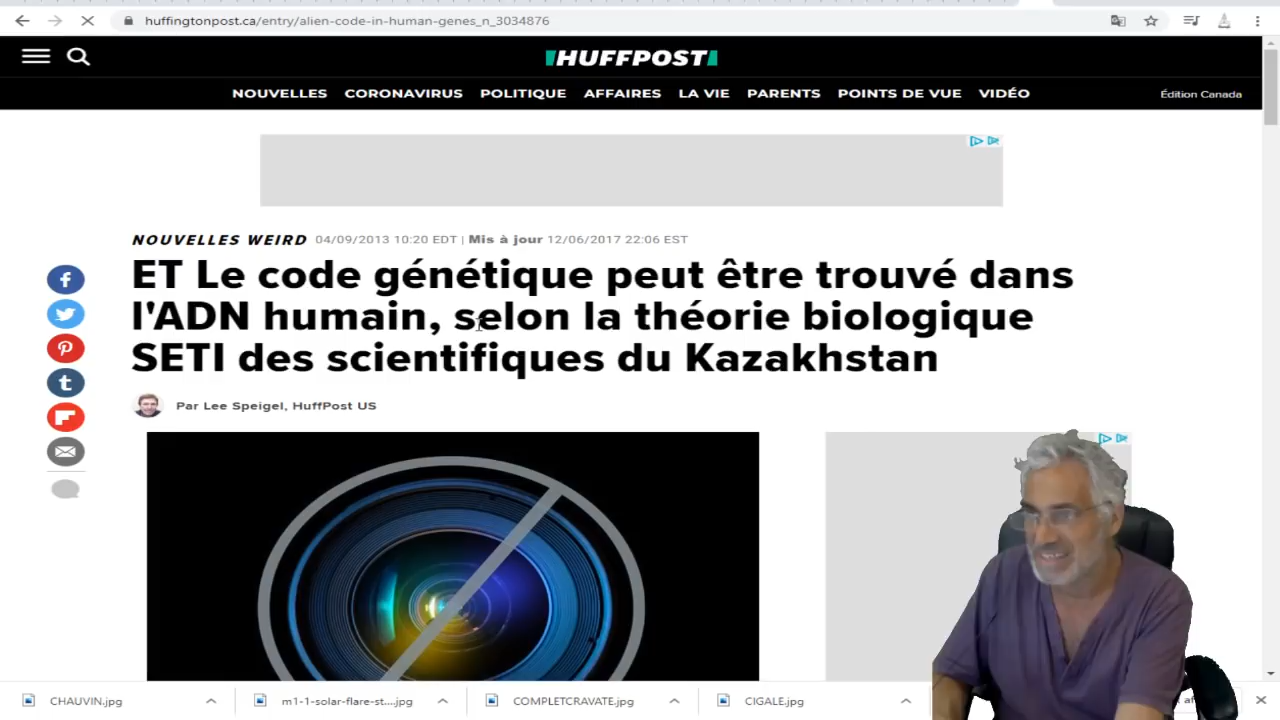 huffingtonpost.ca/entry/alien-code-in-human-genes_n_3034876
HUFFPOST
NOUVELLES CORONAVIRUS POLITIQUE AFFAIRES LA VIE PARENTS POINTS DE VUE VIDÉO
Édition Canada
NOUVELLES WEIRD 04/09/2013 10:20 EDT | Mis à jour 12/06/2017 22:06 EST
ET Le code génétique peut être trouvé dans
l'ADN humain, selon la théorie biologique
SETI des scientifiques du Kazakhstan
Par Lee Speigel, HuffPost US
CHAUVIN.jpg m1-1-solar-flare-st....jpg COMPLETCRAVATE.jpg CIGALE.jpg